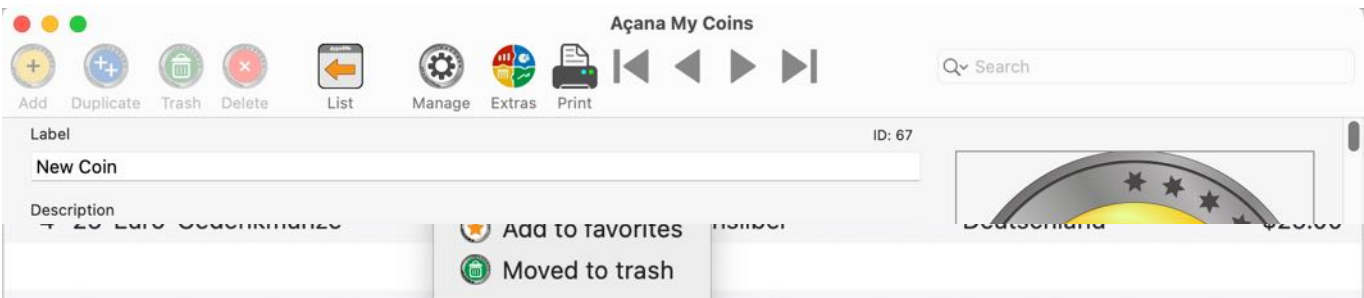 Açana My Coins
Add Duplicate Trash Delete List Manage Extras Print Search
Label ID: 67
New Coin
Description
Add to favorites Deutschland
Moved to trash